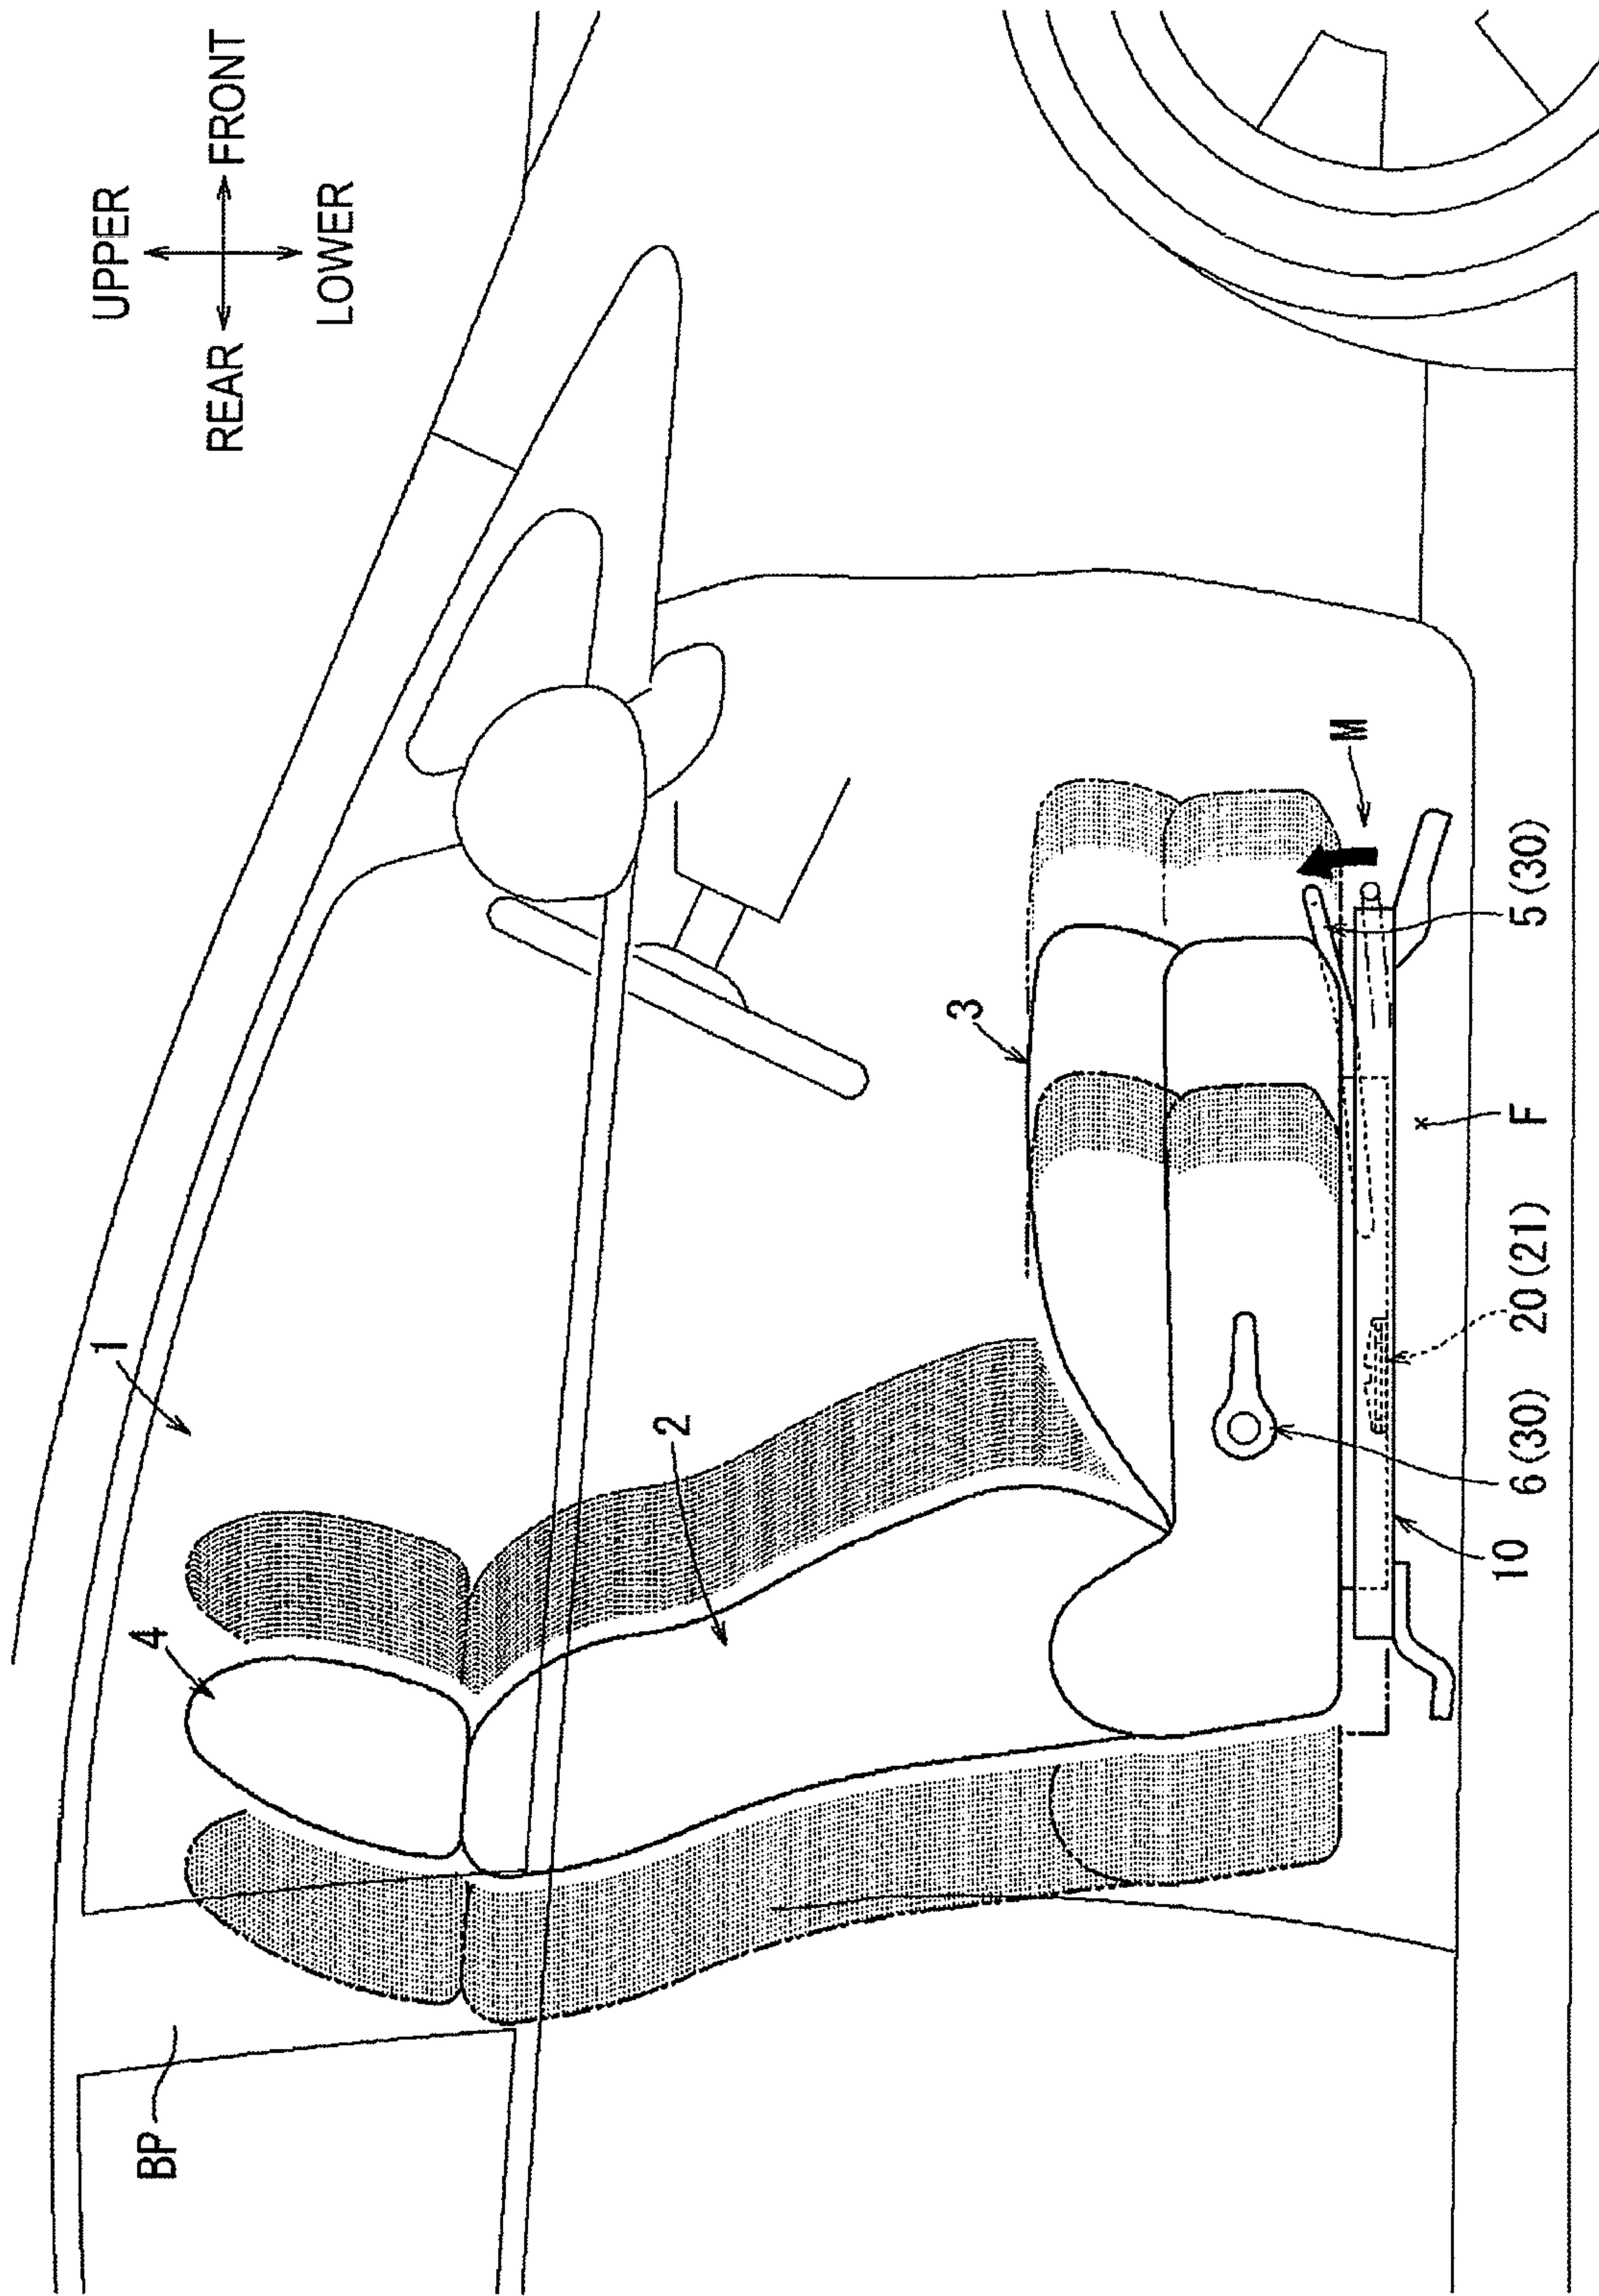 UPPER
REAR
FRONT
LOWER
1
4
BP
2
3
M
10
6(30)
20(21)
F
5(30)